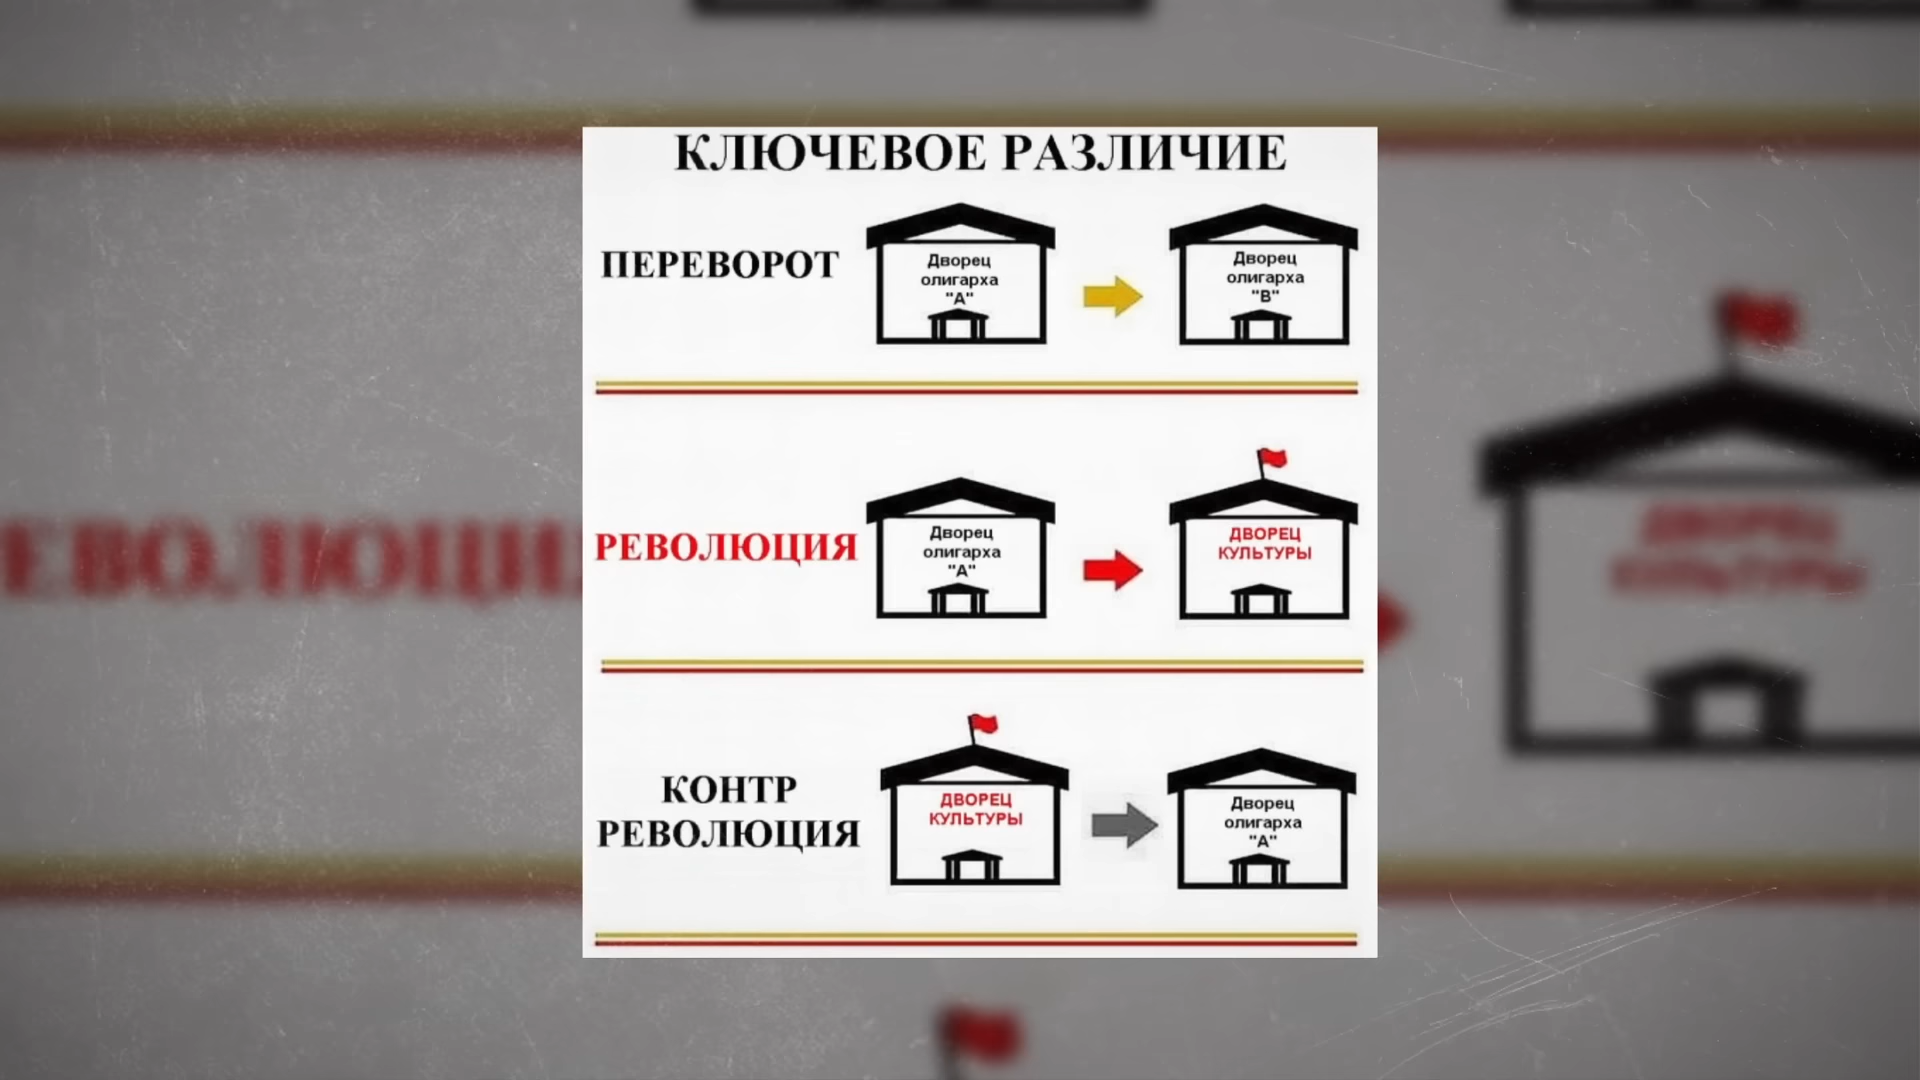 КЛЮЧЕВОЕ РАЗЛИЧИЕ
ПЕРЕВОРОТ
Дворец
олигарха
"А"
Дворец
олигарха
"В"
РЕВОЛЮЦИЯ
Дворец
олигарха
"А"
ДВОРЕЦ
КУЛЬТУРЫ
КОНТР
РЕВОЛЮЦИЯ
ДВОРЕЦ
КУЛЬТУРЫ
Дворец
олигарха
"А"